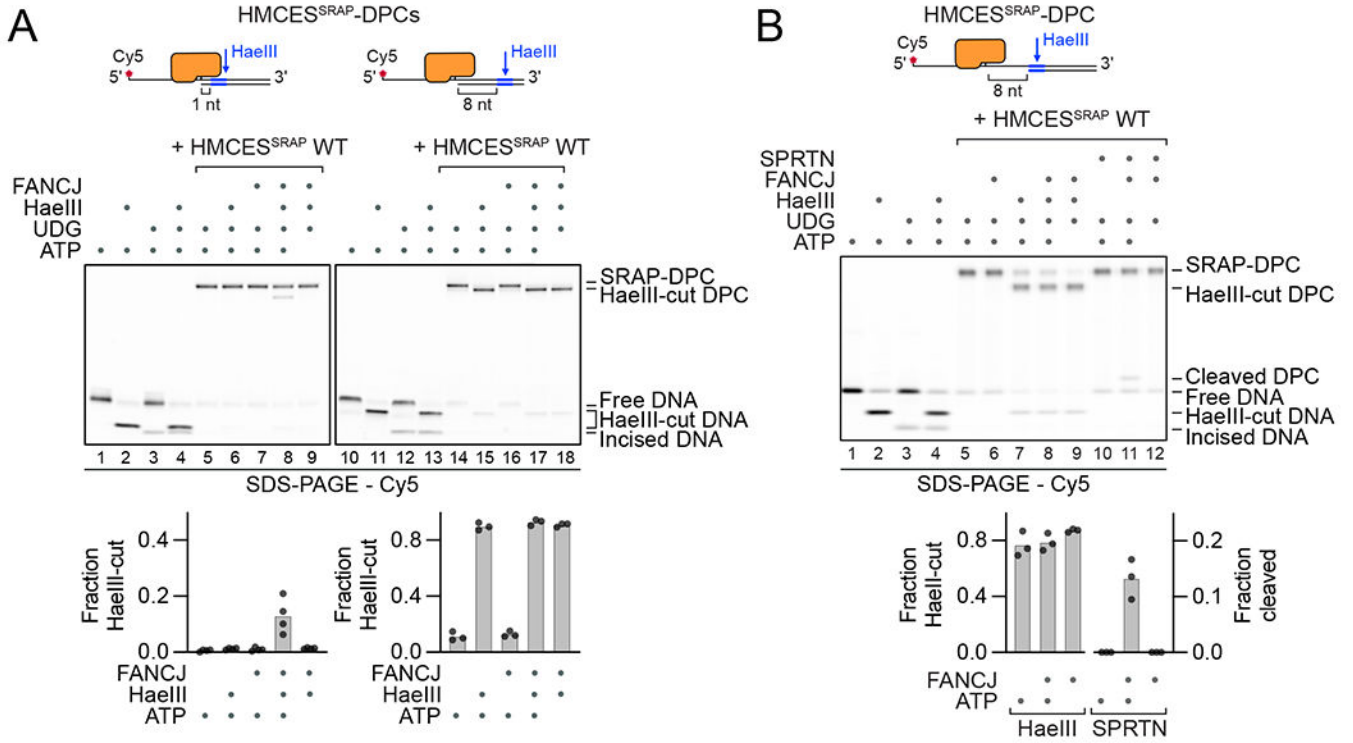 A
HMCES^SRAP-DPCs
Cy5
HaeIII
5'
3'
1 nt
Cy5
HaeIII
5'
3'
8 nt
+ HMCES^SRAP WT
+ HMCES^SRAP WT
FANCJ
HaeIII
UDG
ATP
SRAP-DPC
HaeIII-cut DPC
Free DNA
HaeIII-cut DNA
Incised DNA
1 2 3 4 5 6 7 8 9 10 11 12 13 14 15 16 17 18
SDS-PAGE - Cy5
Fraction
HaeIII-cut
0.4
0.2
0.0
Fraction
HaeIII-cut
0.8
0.4
0.0
FANCJ
HaeIII
ATP
FANCJ
HaeIII
ATP
B
HMCES^SRAP-DPC
Cy5
HaeIII
5'
3'
8 nt
+ HMCES^SRAP WT
SPRTN
FANCJ
HaeIII
UDG
ATP
SRAP-DPC
HaeIII-cut DPC
Cleaved DPC
Free DNA
HaeIII-cut DNA
Incised DNA
1 2 3 4 5 6 7 8 9 10 11 12
SDS-PAGE - Cy5
Fraction
HaeII-cut
0.8
0.4
0.0
0.2
0.1
0.0
Fraction
cleaved
FANCJ
ATP
HaeIII
SPRTN